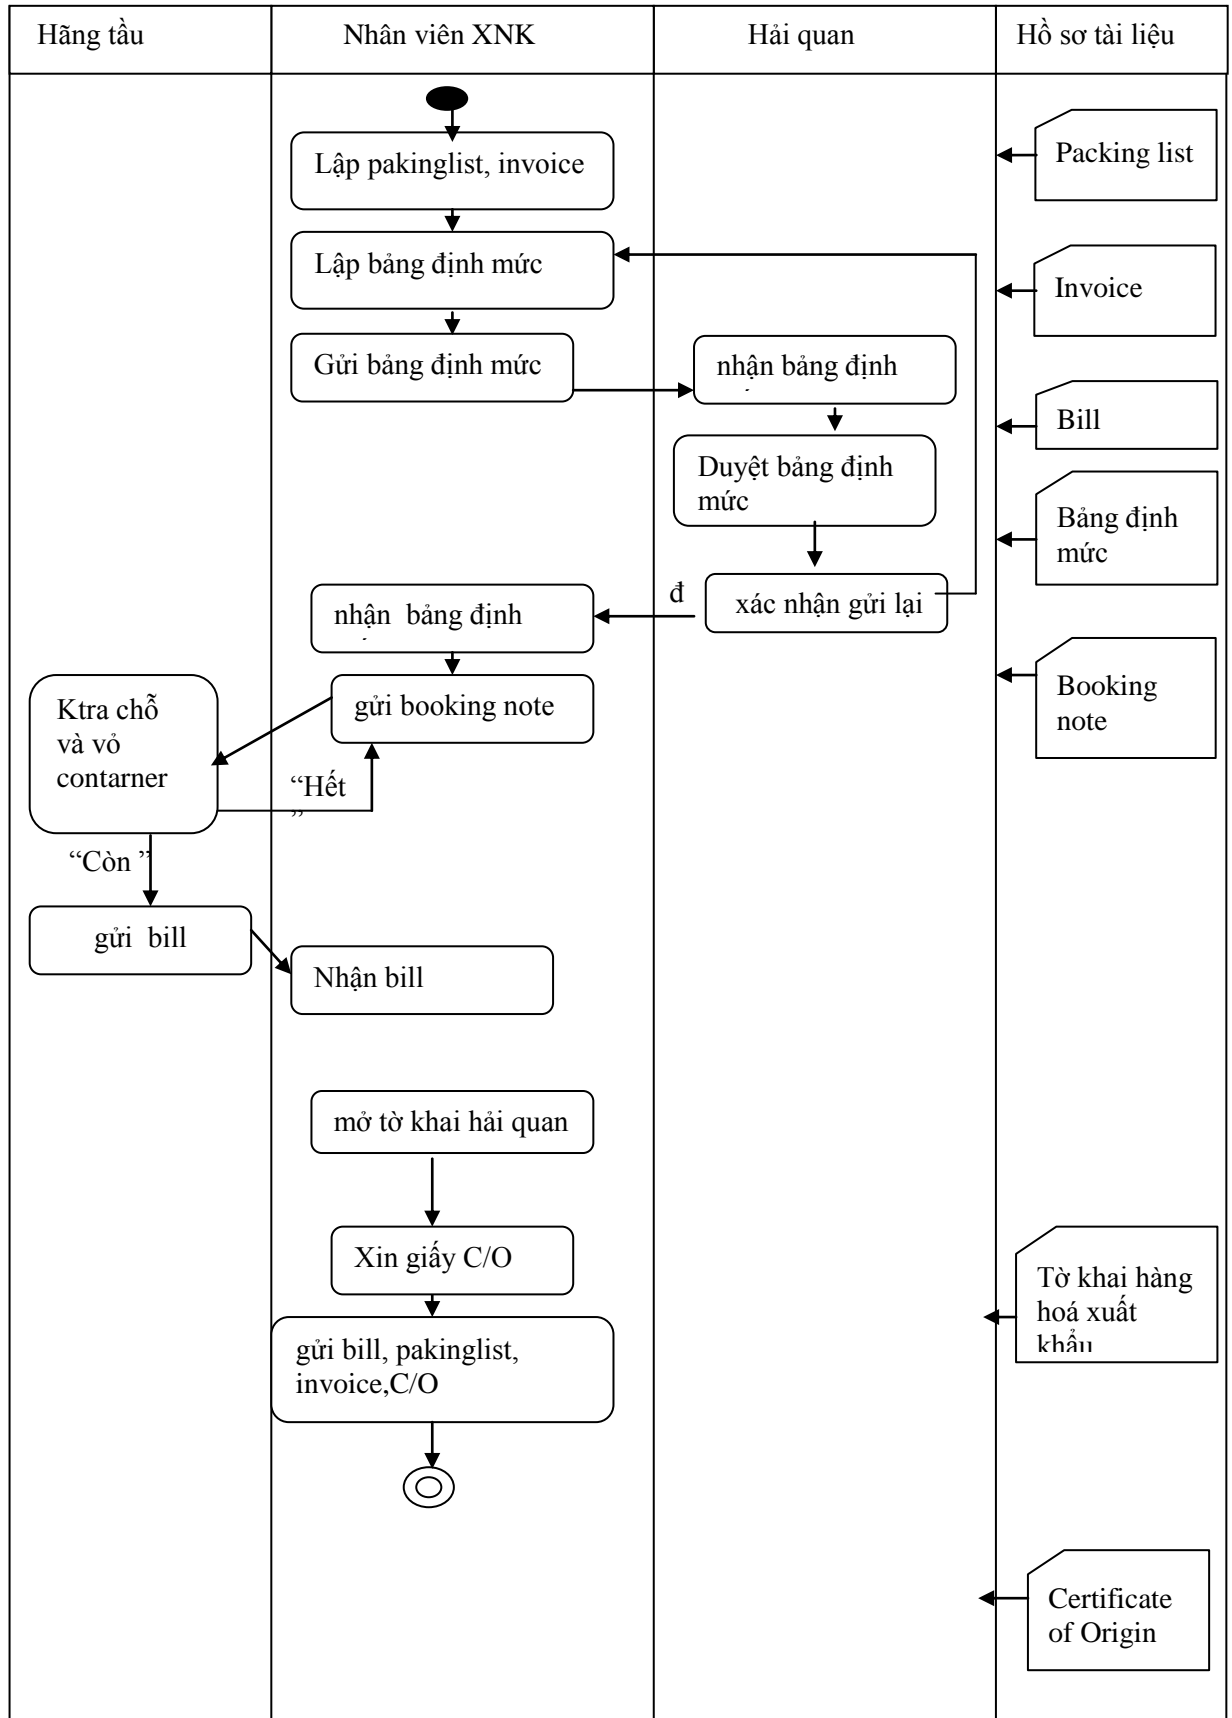 Hãng tầu
Nhân viên XNK
Hải quan
Hồ sơ tài liệu
Lập pakinglist, invoice
Packing list
Lập bảng định mức
Invoice
Gửi bảng định mức
nhận bảng định
Bill
Duyệt bảng định
mức
Bảng định
mức
đ
xác nhận gửi lại
nhận bảng định
Booking
note
Ktra chỗ
và vỏ
contarner
gửi booking note
“Hết
”
“Còn ”
gửi bill
Nhận bill
mở tờ khai hải quan
Xin giấy C/O
Tờ khai hàng
hoá xuất
khẩu
gửi bill, pakinglist,
invoice,C/O
Certificate
of Origin